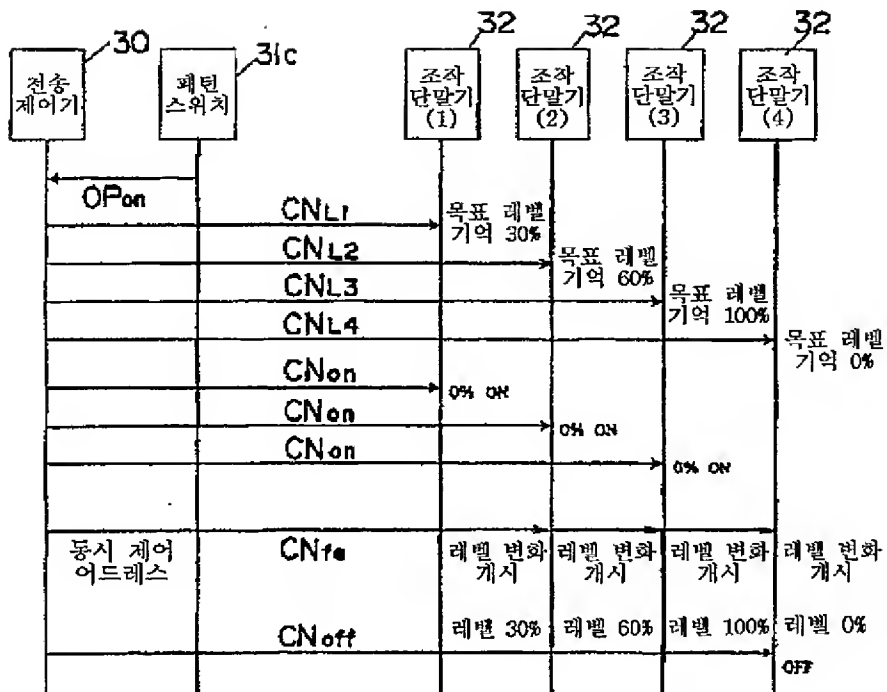 30
31c
32
32
32
32
전송
제어기
패턴
스위치
조작
단말기
(1)
조작
단말기
(2)
조작
단말기
(3)
조작
단말기
(4)
OPon
CNL1
목표 레벨
기억 30%
CNL2
목표 레벨
기억 60%
CNL3
목표 레벨
기억 100%
CNL4
목표 레벨
기억 0%
CNon
0% ON
CNon
0% ON
CNon
0% ON
동시 제어
어드레스
CNfe
레벨 변화
개시
레벨 변화
개시
레벨 변화
개시
레벨 변화
개시
레벨 30%
레벨 60%
레벨 100%
레벨 0%
CNoff
OFF